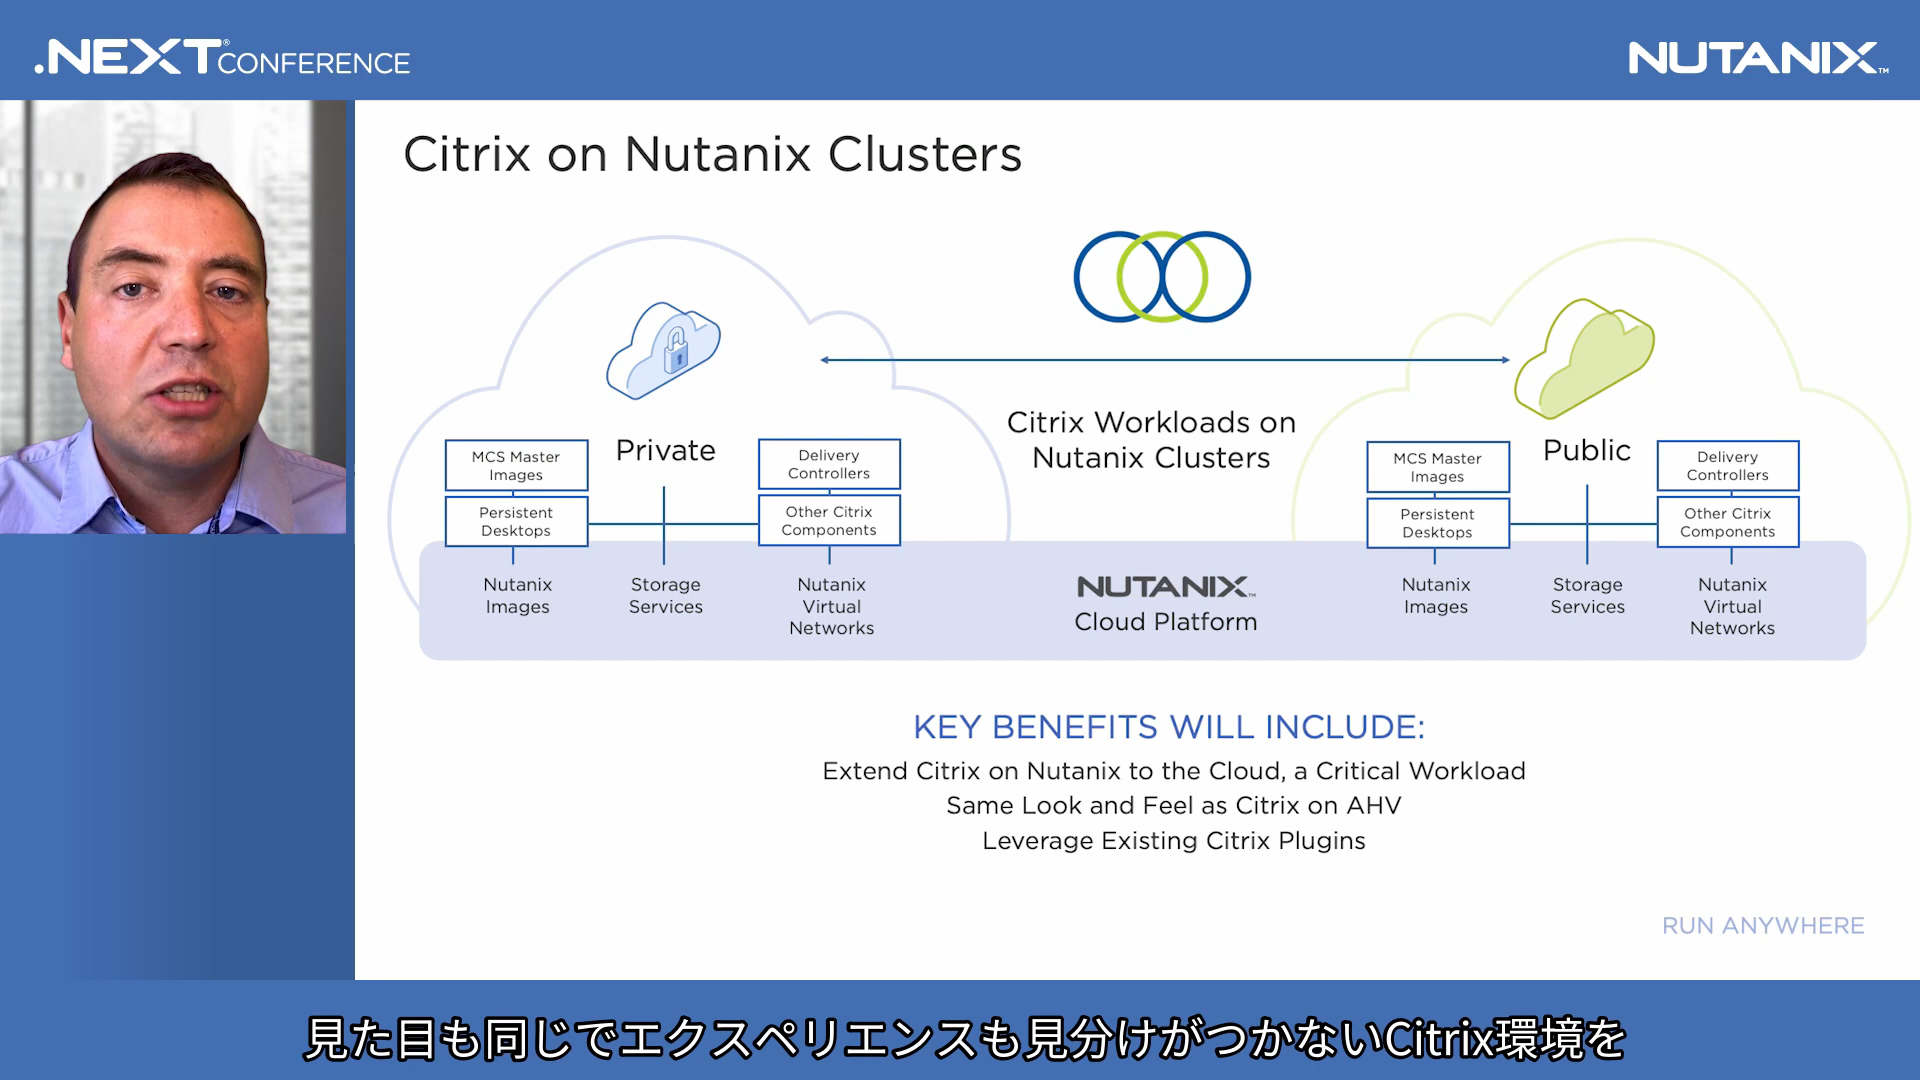 .NEXT® CONFERENCE
NUTANIX™
Citrix on Nutanix Clusters
Private
MCS Master
Images
Persistent
Desktops
Delivery
Controllers
Other Citrix
Components
Citrix Workloads on
Nutanix Clusters
Public
MCS Master
Images
Persistent
Desktops
Delivery
Controllers
Other Citrix
Components
Nutanix
Images
Storage
Services
Nutanix
Virtual
Networks
NUTANIX™
Cloud Platform
Nutanix
Images
Storage
Services
Nutanix
Virtual
Networks
KEY BENEFITS WILL INCLUDE:
Extend Citrix on Nutanix to the Cloud, a Critical Workload
Same Look and Feel as Citrix on AHV
Leverage Existing Citrix Plugins
RUN ANYWHERE
見た目も同じでエクスペリエンスも見分けがつかないCitrix環境を